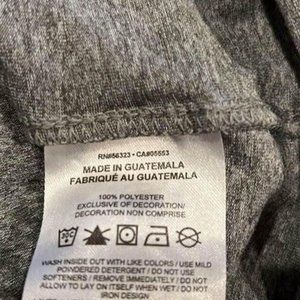 RN#56323 - CA#05553
MADE IN GUATEMALA
FABRIQUÉ AU GUATEMALA
100% POLYESTER
EXCLUSIVE OF DECORATION/
DECORATION NON COMPRISE
WASH INSIDE OUT WITH LIKE COLORS / USE MILD
POWDERED DETERGENT / DO NOT USE
SOFTENERS / REMOVE IMMEDIATELY / DO NOT
ALLOW TO LAY ON ITSELF WHEN WET / DO NOT
IRON DESIGN